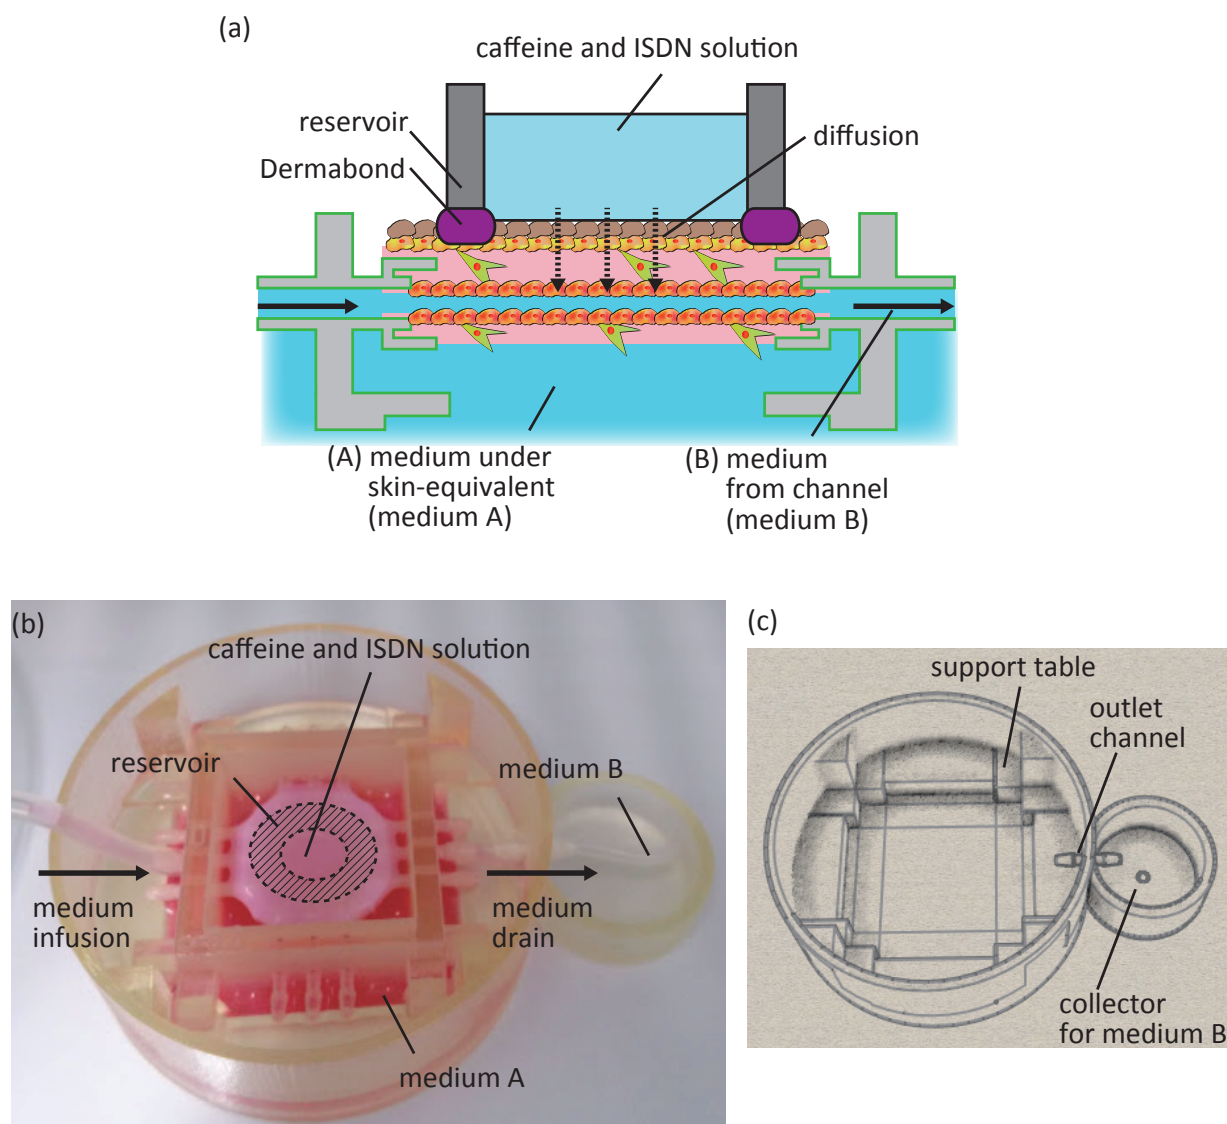 (a)
caffeine and ISDN solution
reservoir
diffusion
Dermabond
(A) medium under
skin-equivalent
(medium A)
(B) medium
from channel
(medium B)
(b)
caffeine and ISDN solution
reservoir
medium B
medium
infusion
medium
drain
medium A
(c)
support table
outlet
channel
collector
for medium B